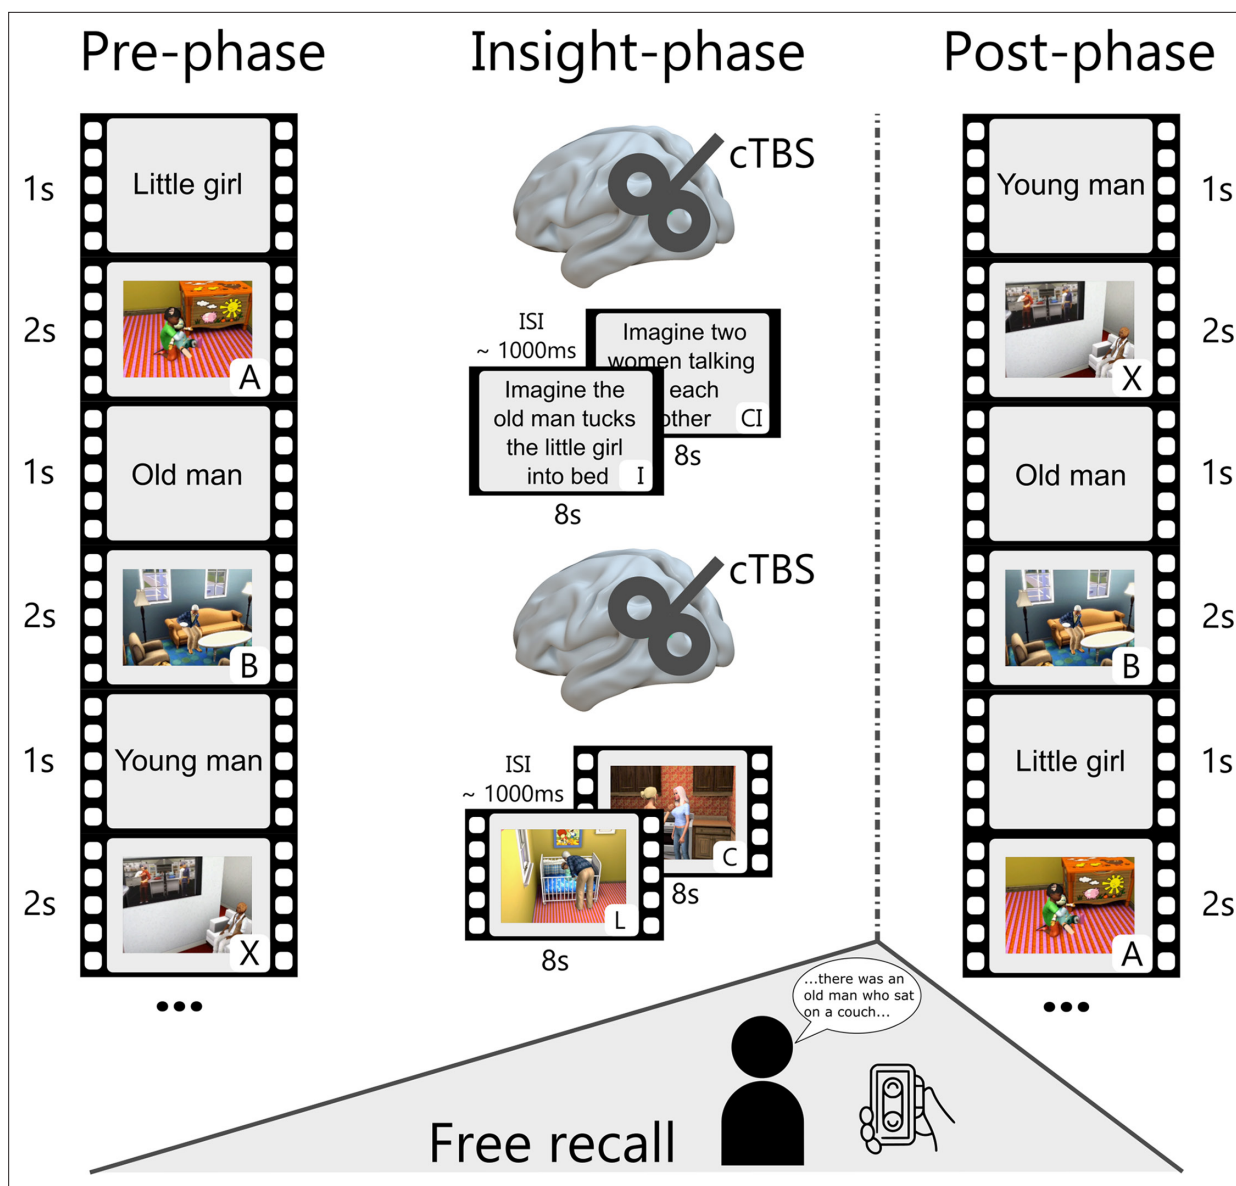 Pre-phase
Insight-phase
Post-phase
1s
Little girl
2s
A
1s
Old man
2s
B
1s
Young man
2s
X
...
cTBS
ISI
~ 1000ms
Imagine two
women talking
each
other
CI
8s
Imagine the
old man tucks
the little girl
into bed
I
8s
cTBS
ISI
~ 1000ms
C
8s
L
8s
Young man
1s
X
2s
Old man
1s
B
2s
Little girl
1s
A
2s
...
...there was an
old man who sat
on a couch...
Free recall